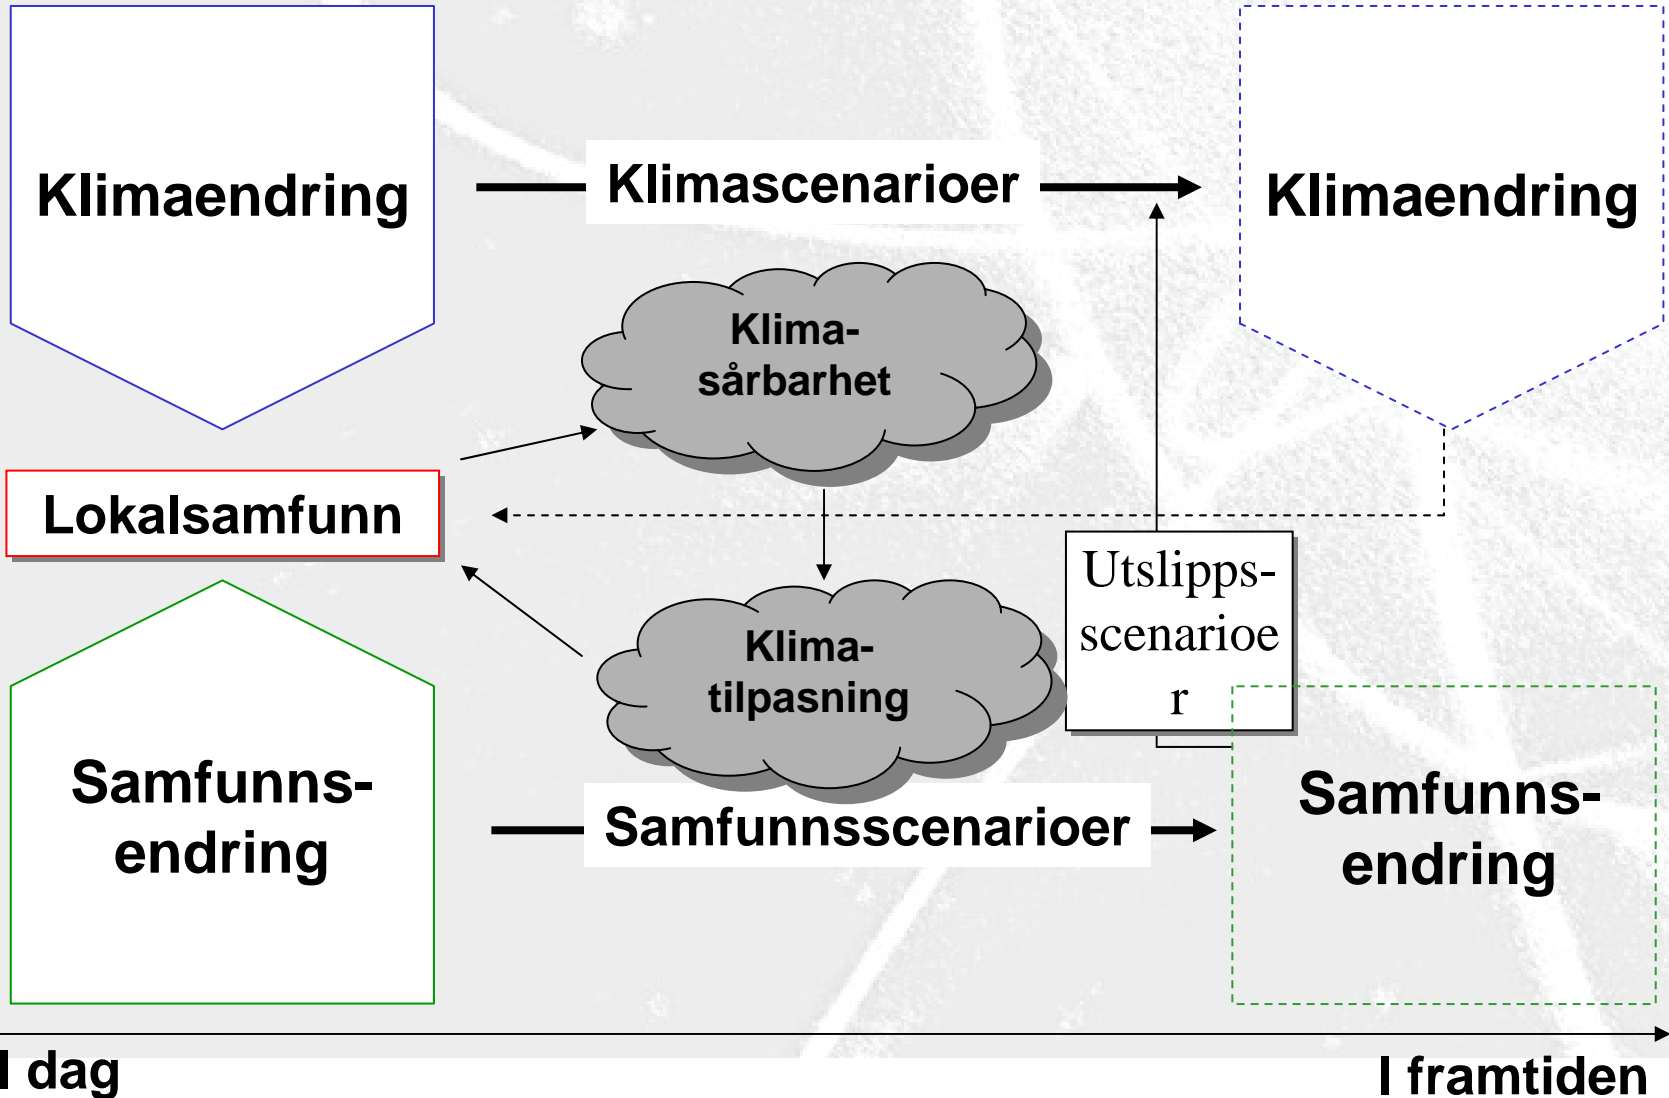 Klimaendring
Klimascenarioer
Klimaendring
Klima-
sårbarhet
Lokalsamfunn
Utslipps-
scenarioe
r
Klima-
tilpasning
Samfunns-
endring
Samfunnsscenarioer
Samfunns-
endring
I dag
I framtiden